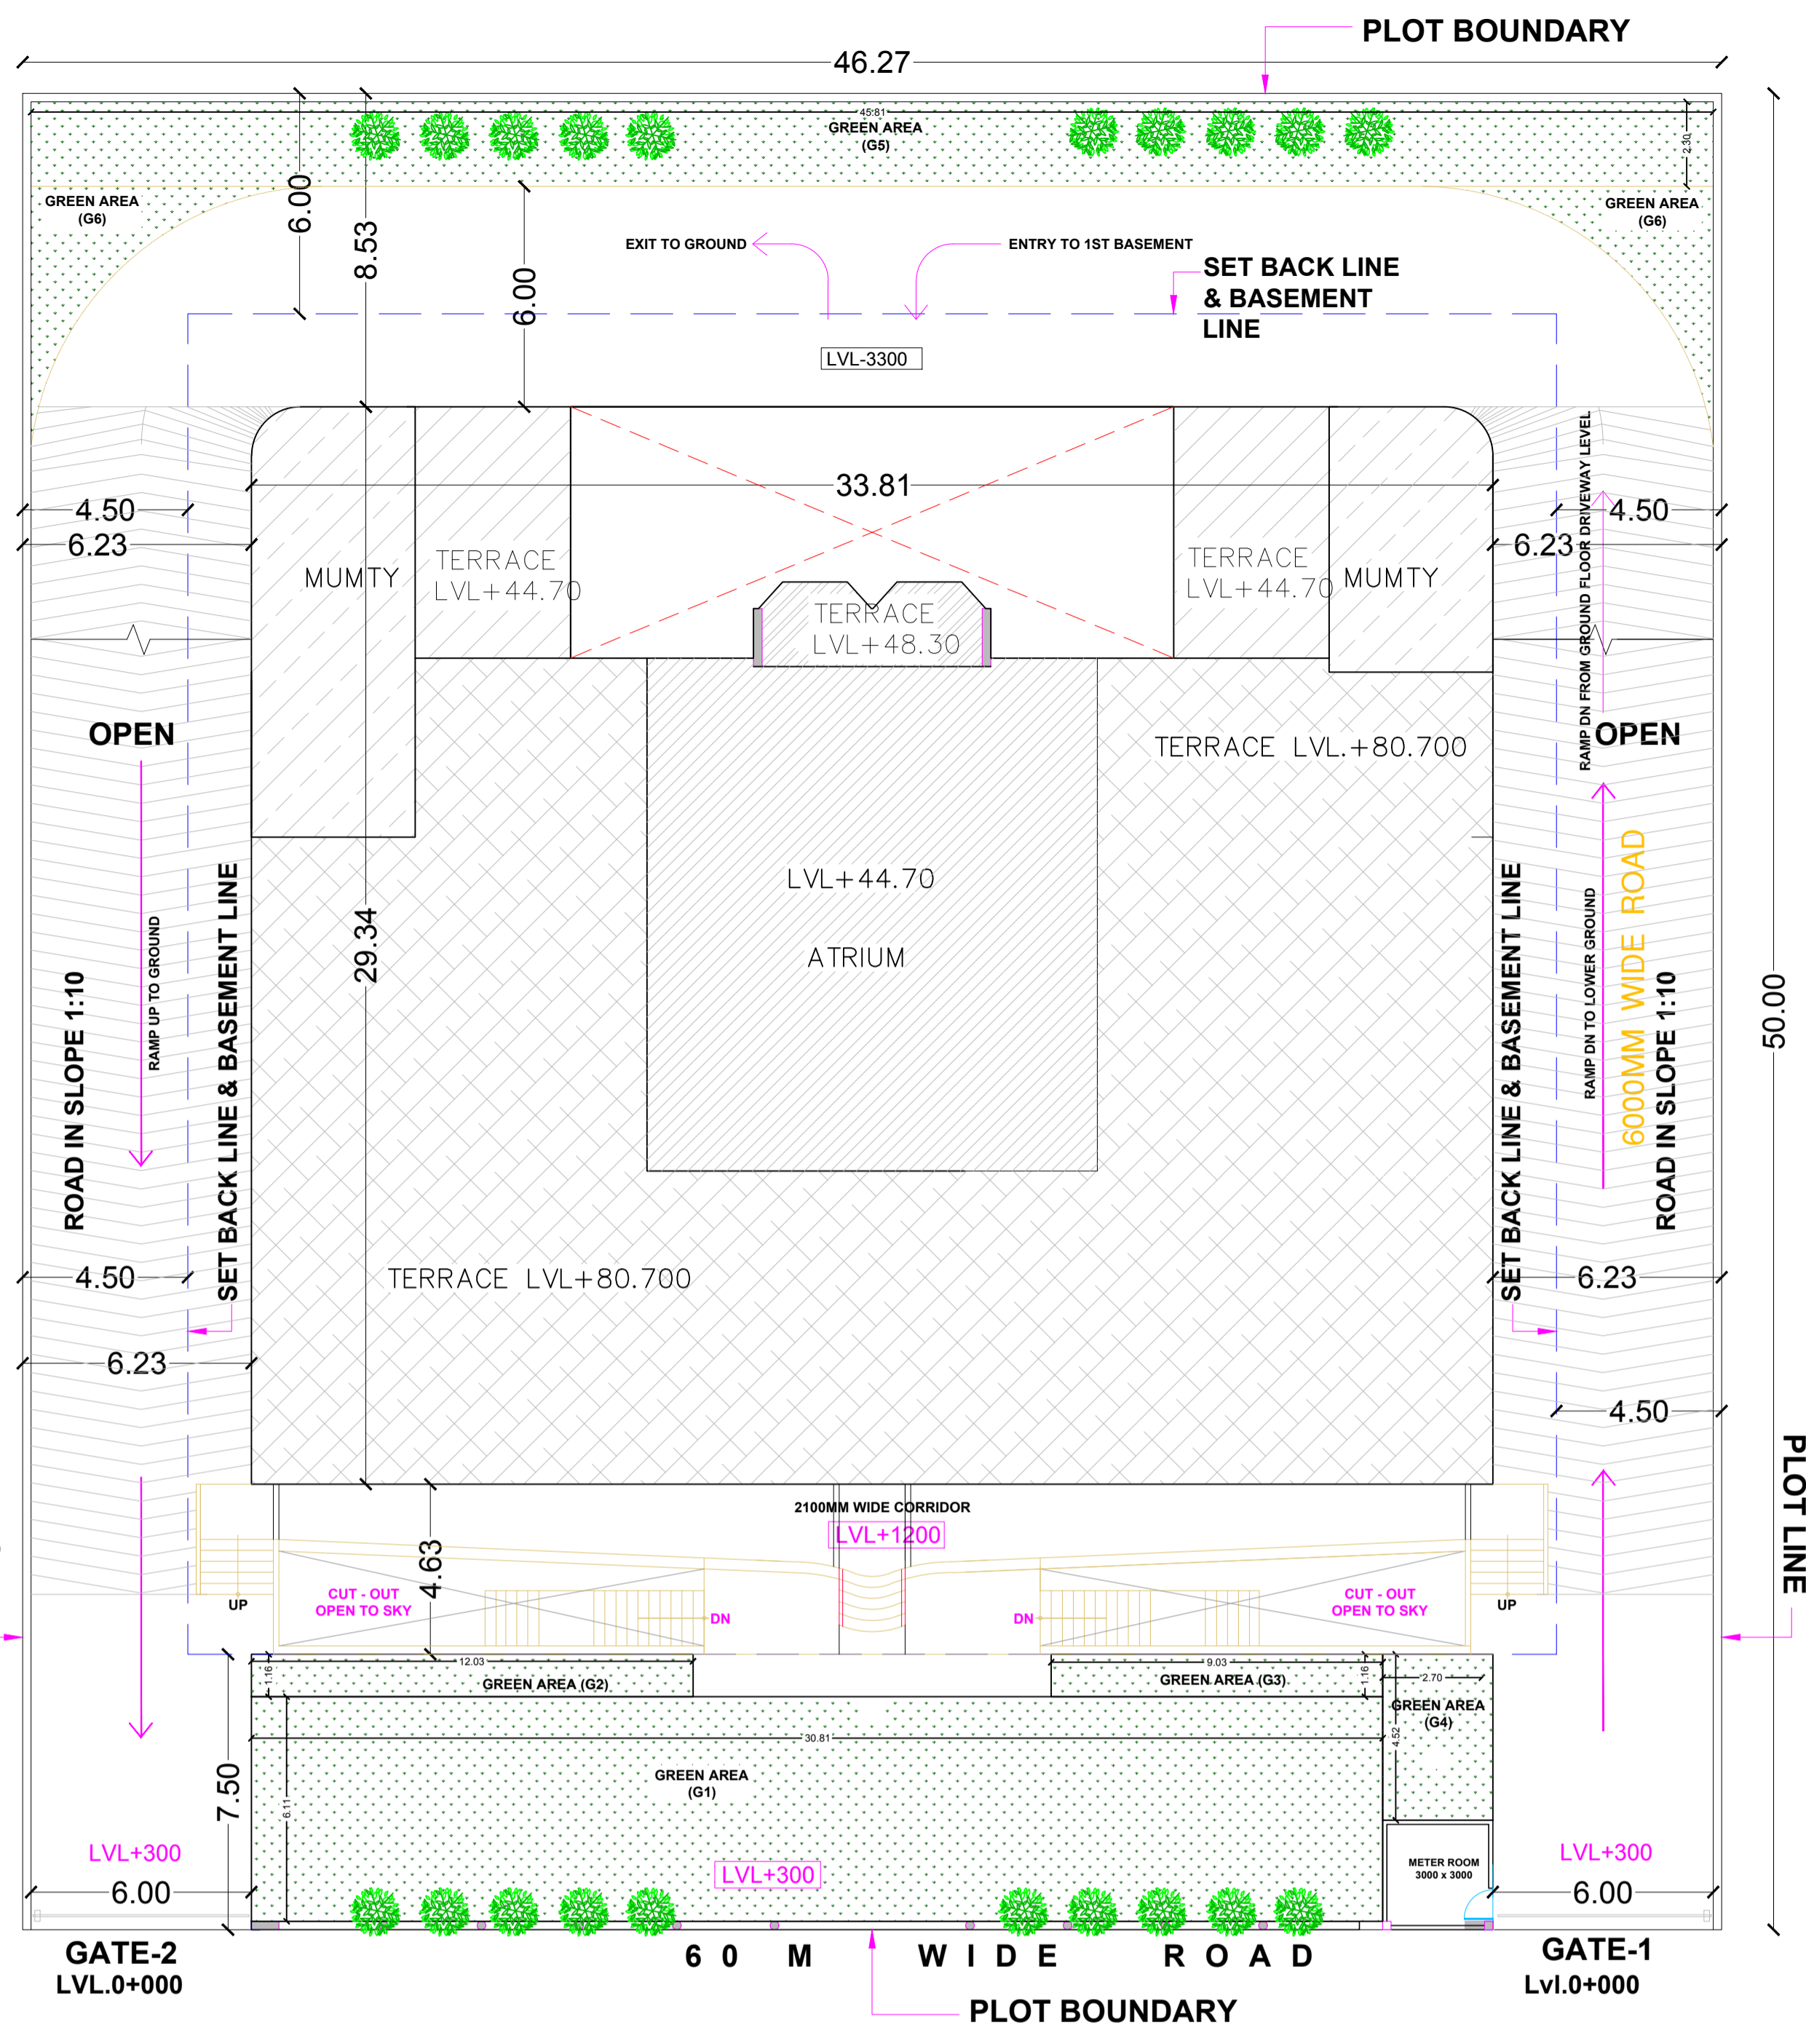 PLOT BOUNDARY
46.27
45.81
GREEN AREA
(G5)
2.30
GREEN AREA
(G6)
6.00
8.53
GREEN AREA
(G6)
EXIT TO GROUND
ENTRY TO 1ST BASEMENT
6.00
SET BACK LINE
& BASEMENT
LINE
LVL-3300
33.81
4.50
6.23
4.50
6.23
MUMTY
TERRACE
LVL+44.70
TERRACE
LVL+44.70
MUMTY
TERRACE
LVL+48.30
RAMP DN FROM GROUND FLOOR DRIVEWAY LEVEL
OPEN
OPEN
TERRACE LVL.+80.700
LVL+44.70
ATRIUM
29.34
RAMP UP TO GROUND
ROAD IN SLOPE 1:10
SET BACK LINE & BASEMENT LINE
SET BACK LINE & BASEMENT LINE
RAMP DN TO LOWER GROUND
6000MM WIDE ROAD
ROAD IN SLOPE 1:10
50.00
4.50
TERRACE LVL+80.700
6.23
6.23
4.50
PLOT LINE
2100MM WIDE CORRIDOR
LVL+1200
4.63
CUT - OUT
OPEN TO SKY
CUT - OUT
OPEN TO SKY
UP
DN
DN
UP
1.16
12.03
GREEN AREA (G2)
9.03
GREEN AREA (G3)
1.16
2.70
GREEN AREA
(G4)
4.52
30.81
GREEN AREA
(G1)
7.50
6.11
LVL+300
LVL+300
METER ROOM
3000 x 3000
LVL+300
6.00
6.00
GATE-2
LVL.0+000
60 M WIDE ROAD
GATE-1
Lvl.0+000
PLOT BOUNDARY